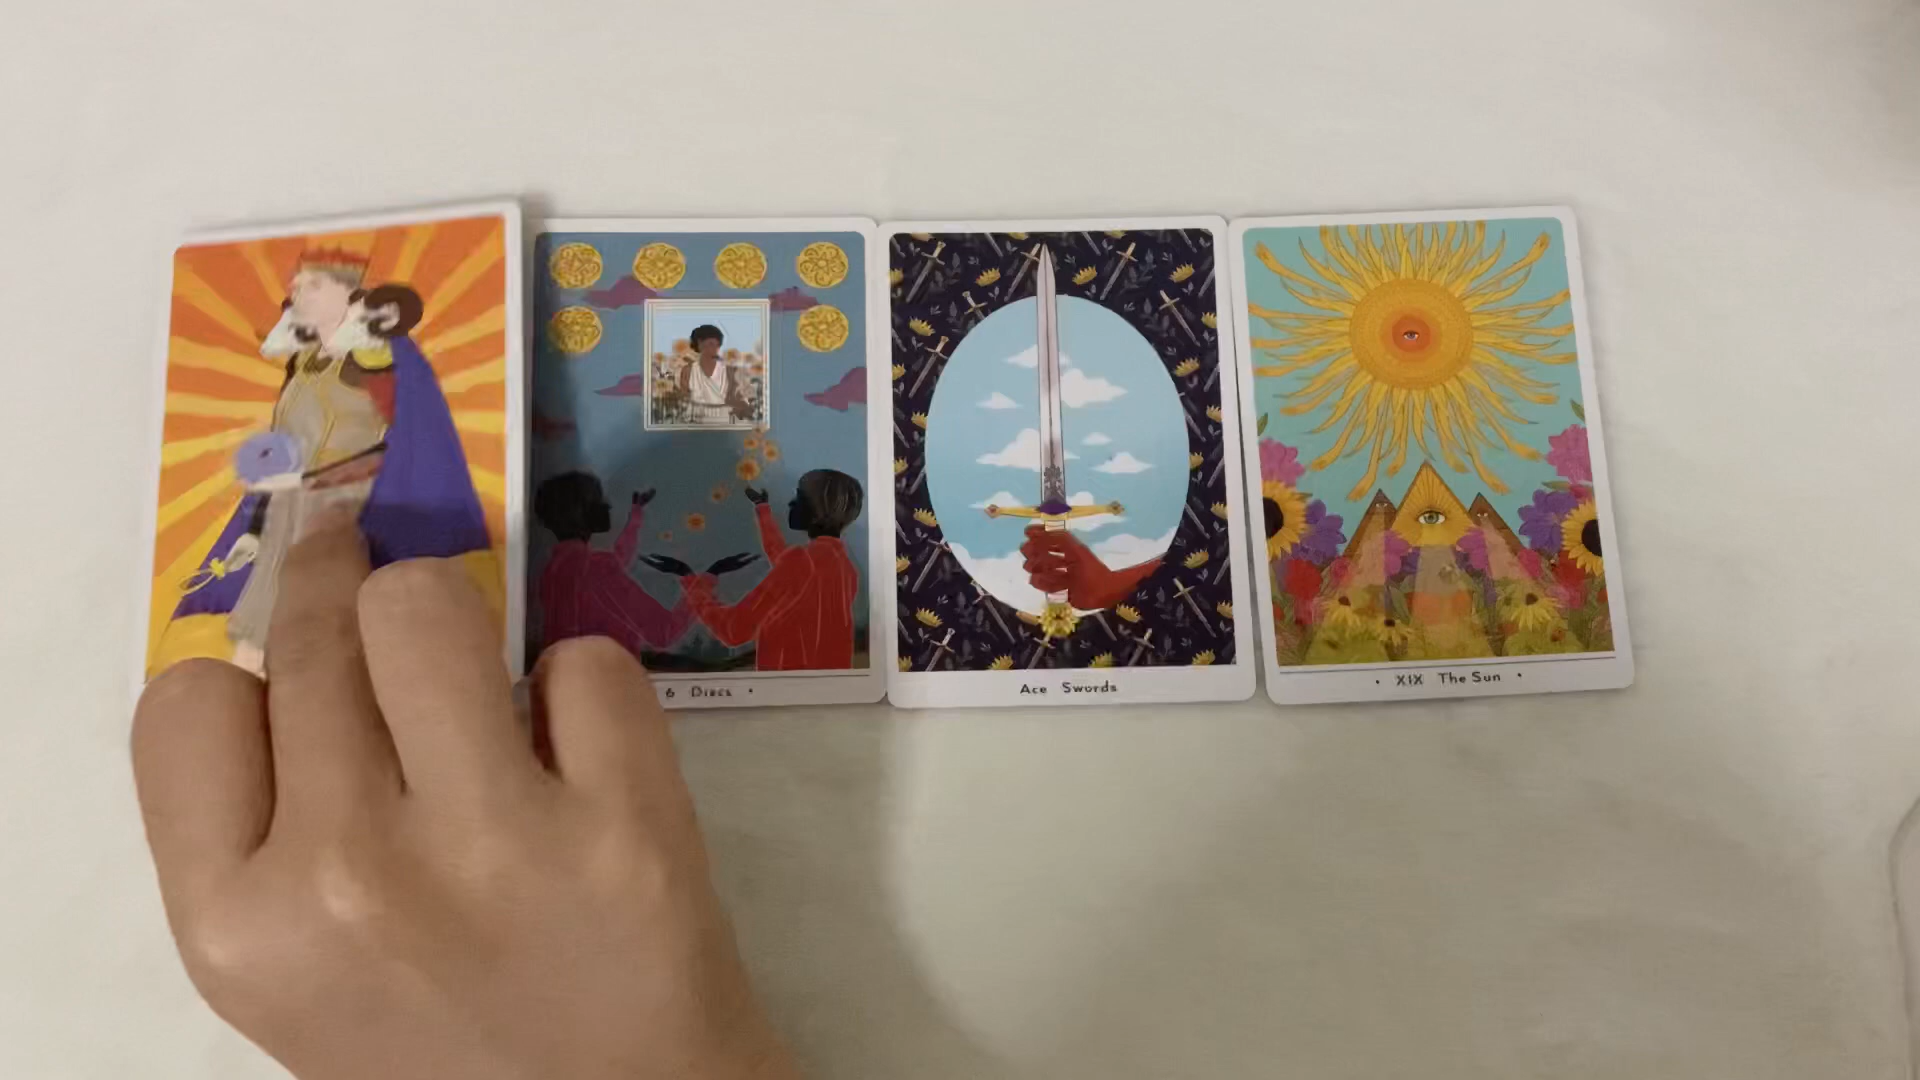 6 Discs •
Ace Swords
• XIX The Sun •